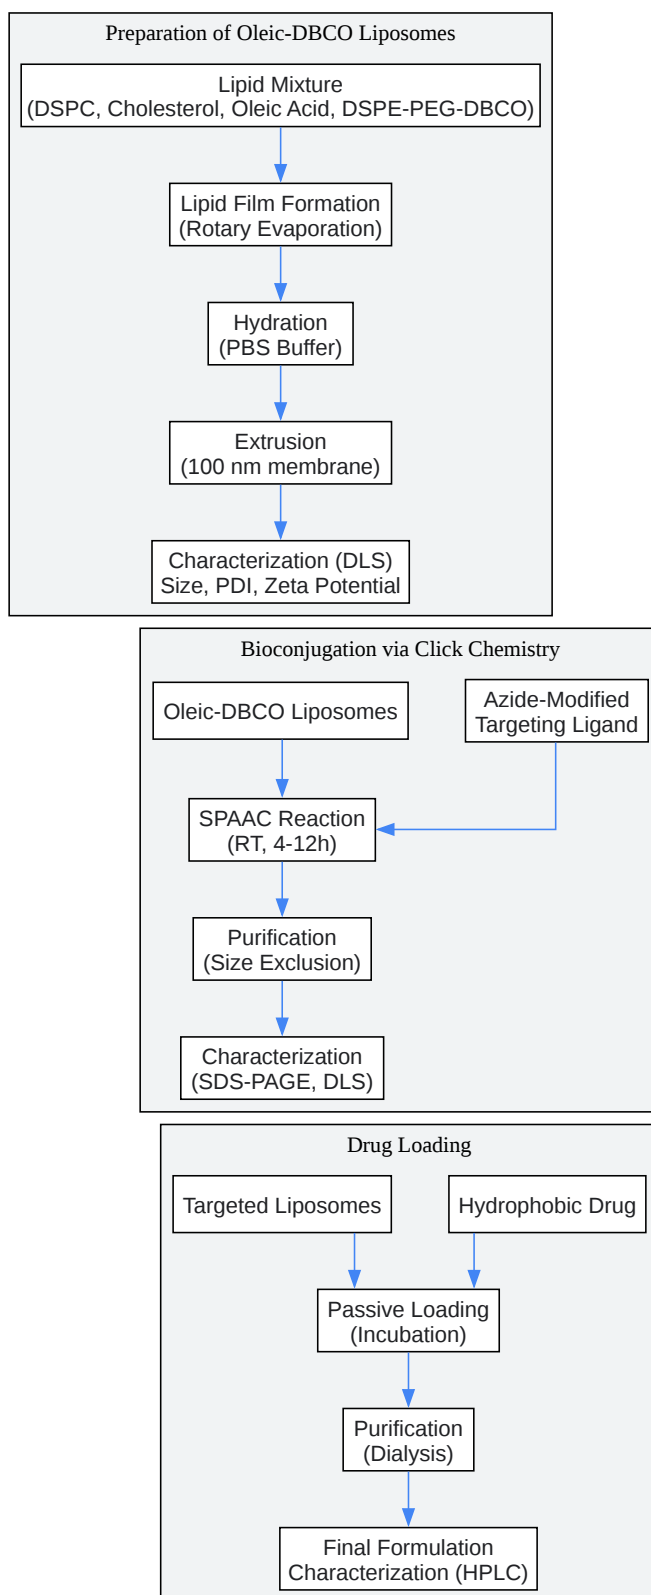 Preparation of Oleic-DBCO Liposomes
Lipid Mixture
(DSPC, Cholesterol, Oleic Acid, DSPE-PEG-DBCO)
Lipid Film Formation
(Rotary Evaporation)
Hydration
(PBS Buffer)
Extrusion
(100 nm membrane)
Characterization (DLS)
Size, PDI, Zeta Potential
Bioconjugation via Click Chemistry
Oleic-DBCO Liposomes
Azide-Modified
Targeting Ligand
SPAAC Reaction
(RT, 4-12h)
Purification
(Size Exclusion)
Characterization
(SDS-PAGE, DLS)
Drug Loading
Targeted Liposomes
Hydrophobic Drug
Passive Loading
(Incubation)
Purification
(Dialysis)
Final Formulation
Characterization (HPLC)